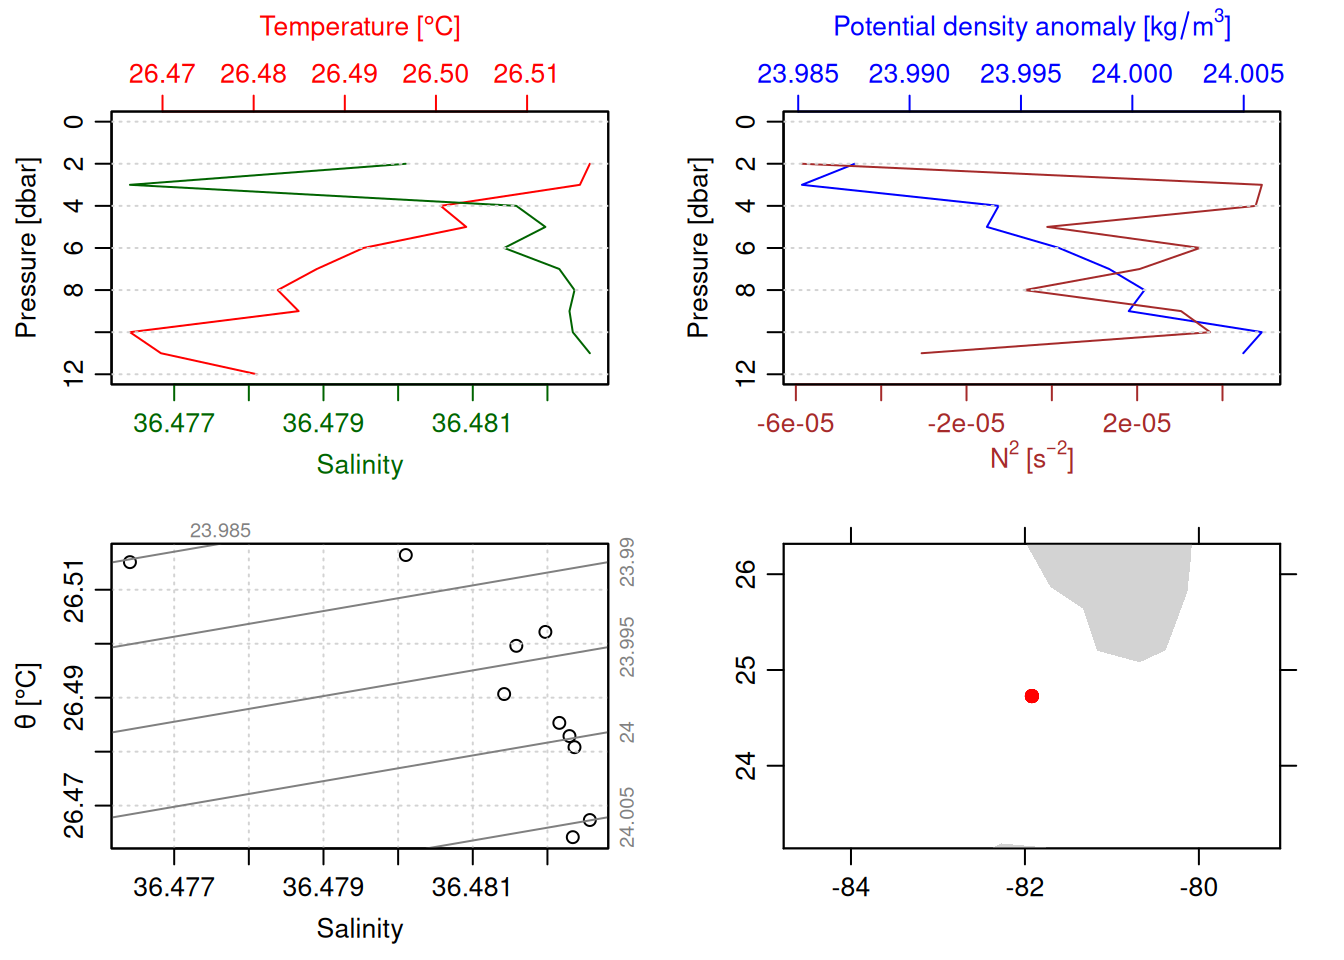 Temperature [°C]
26.47 26.48 26.49 26.50 26.51
Pressure [dbar]
0
2
4
6
8
12
36.477 36.479 36.481
Salinity
Potential density anomaly [kg/m³]
23.985 23.990 23.995 24.000 24.005
Pressure [dbar]
0
2
4
6
8
12
-6e-05 -2e-05 2e-05
N² [s⁻²]
23.985
θ [°C]
26.51
26.49
26.47
23.99
23.995
24
24.005
36.477 36.479 36.481
Salinity
26
25
24
-84 -82 -80